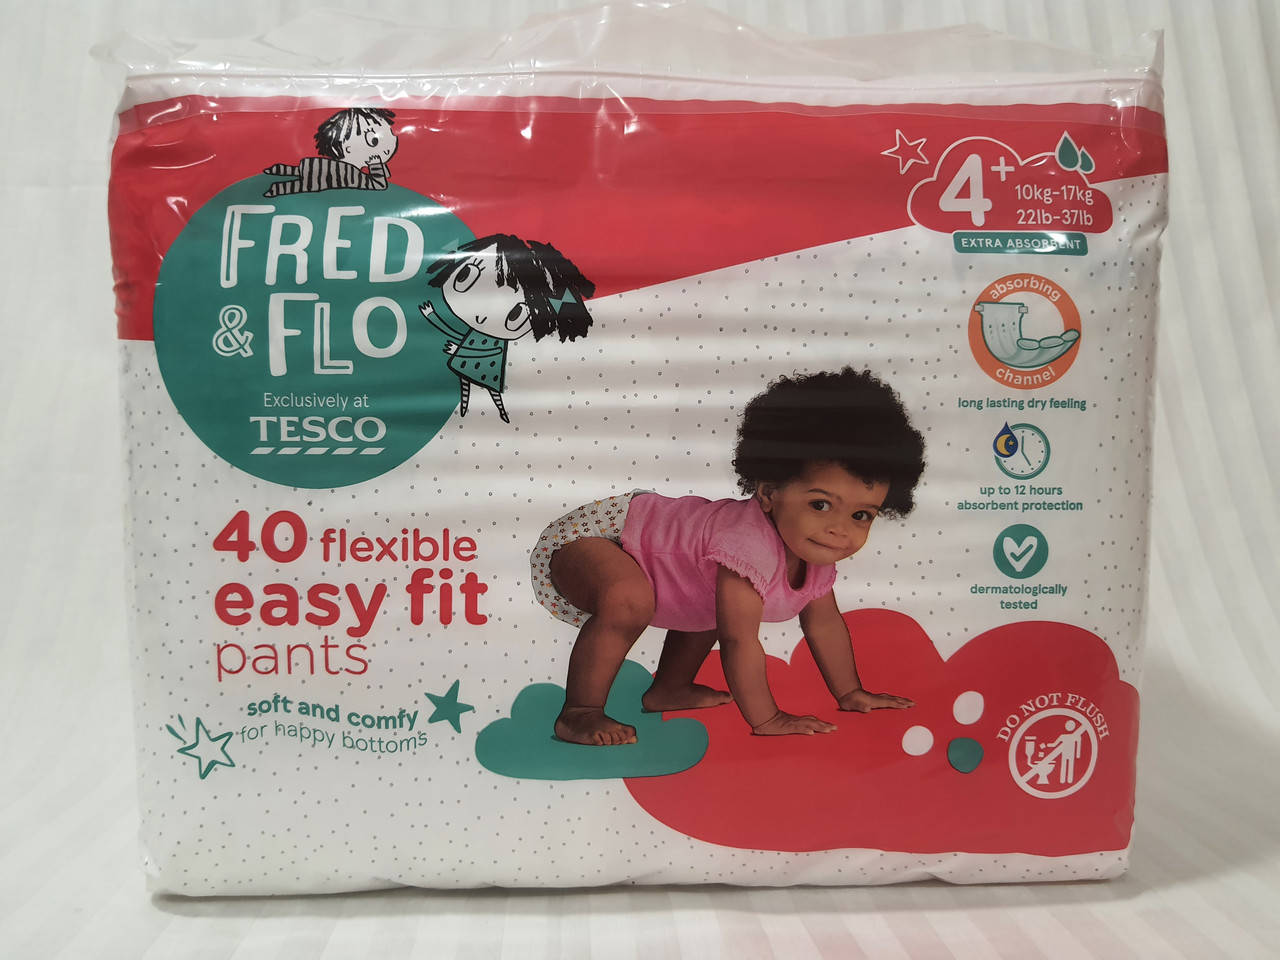 FRED
& FLO
Exclusively at
TESCO
4+
10kg-17kg
22lb-37lb
EXTRA ABSORBENT
absorbing
channel
long lasting dry feeling
up to 12 hours
absorbent protection
dermatologically
tested
40 flexible
easy fit
pants
soft and comfy
for happy bottoms
DO NOT FLUSH